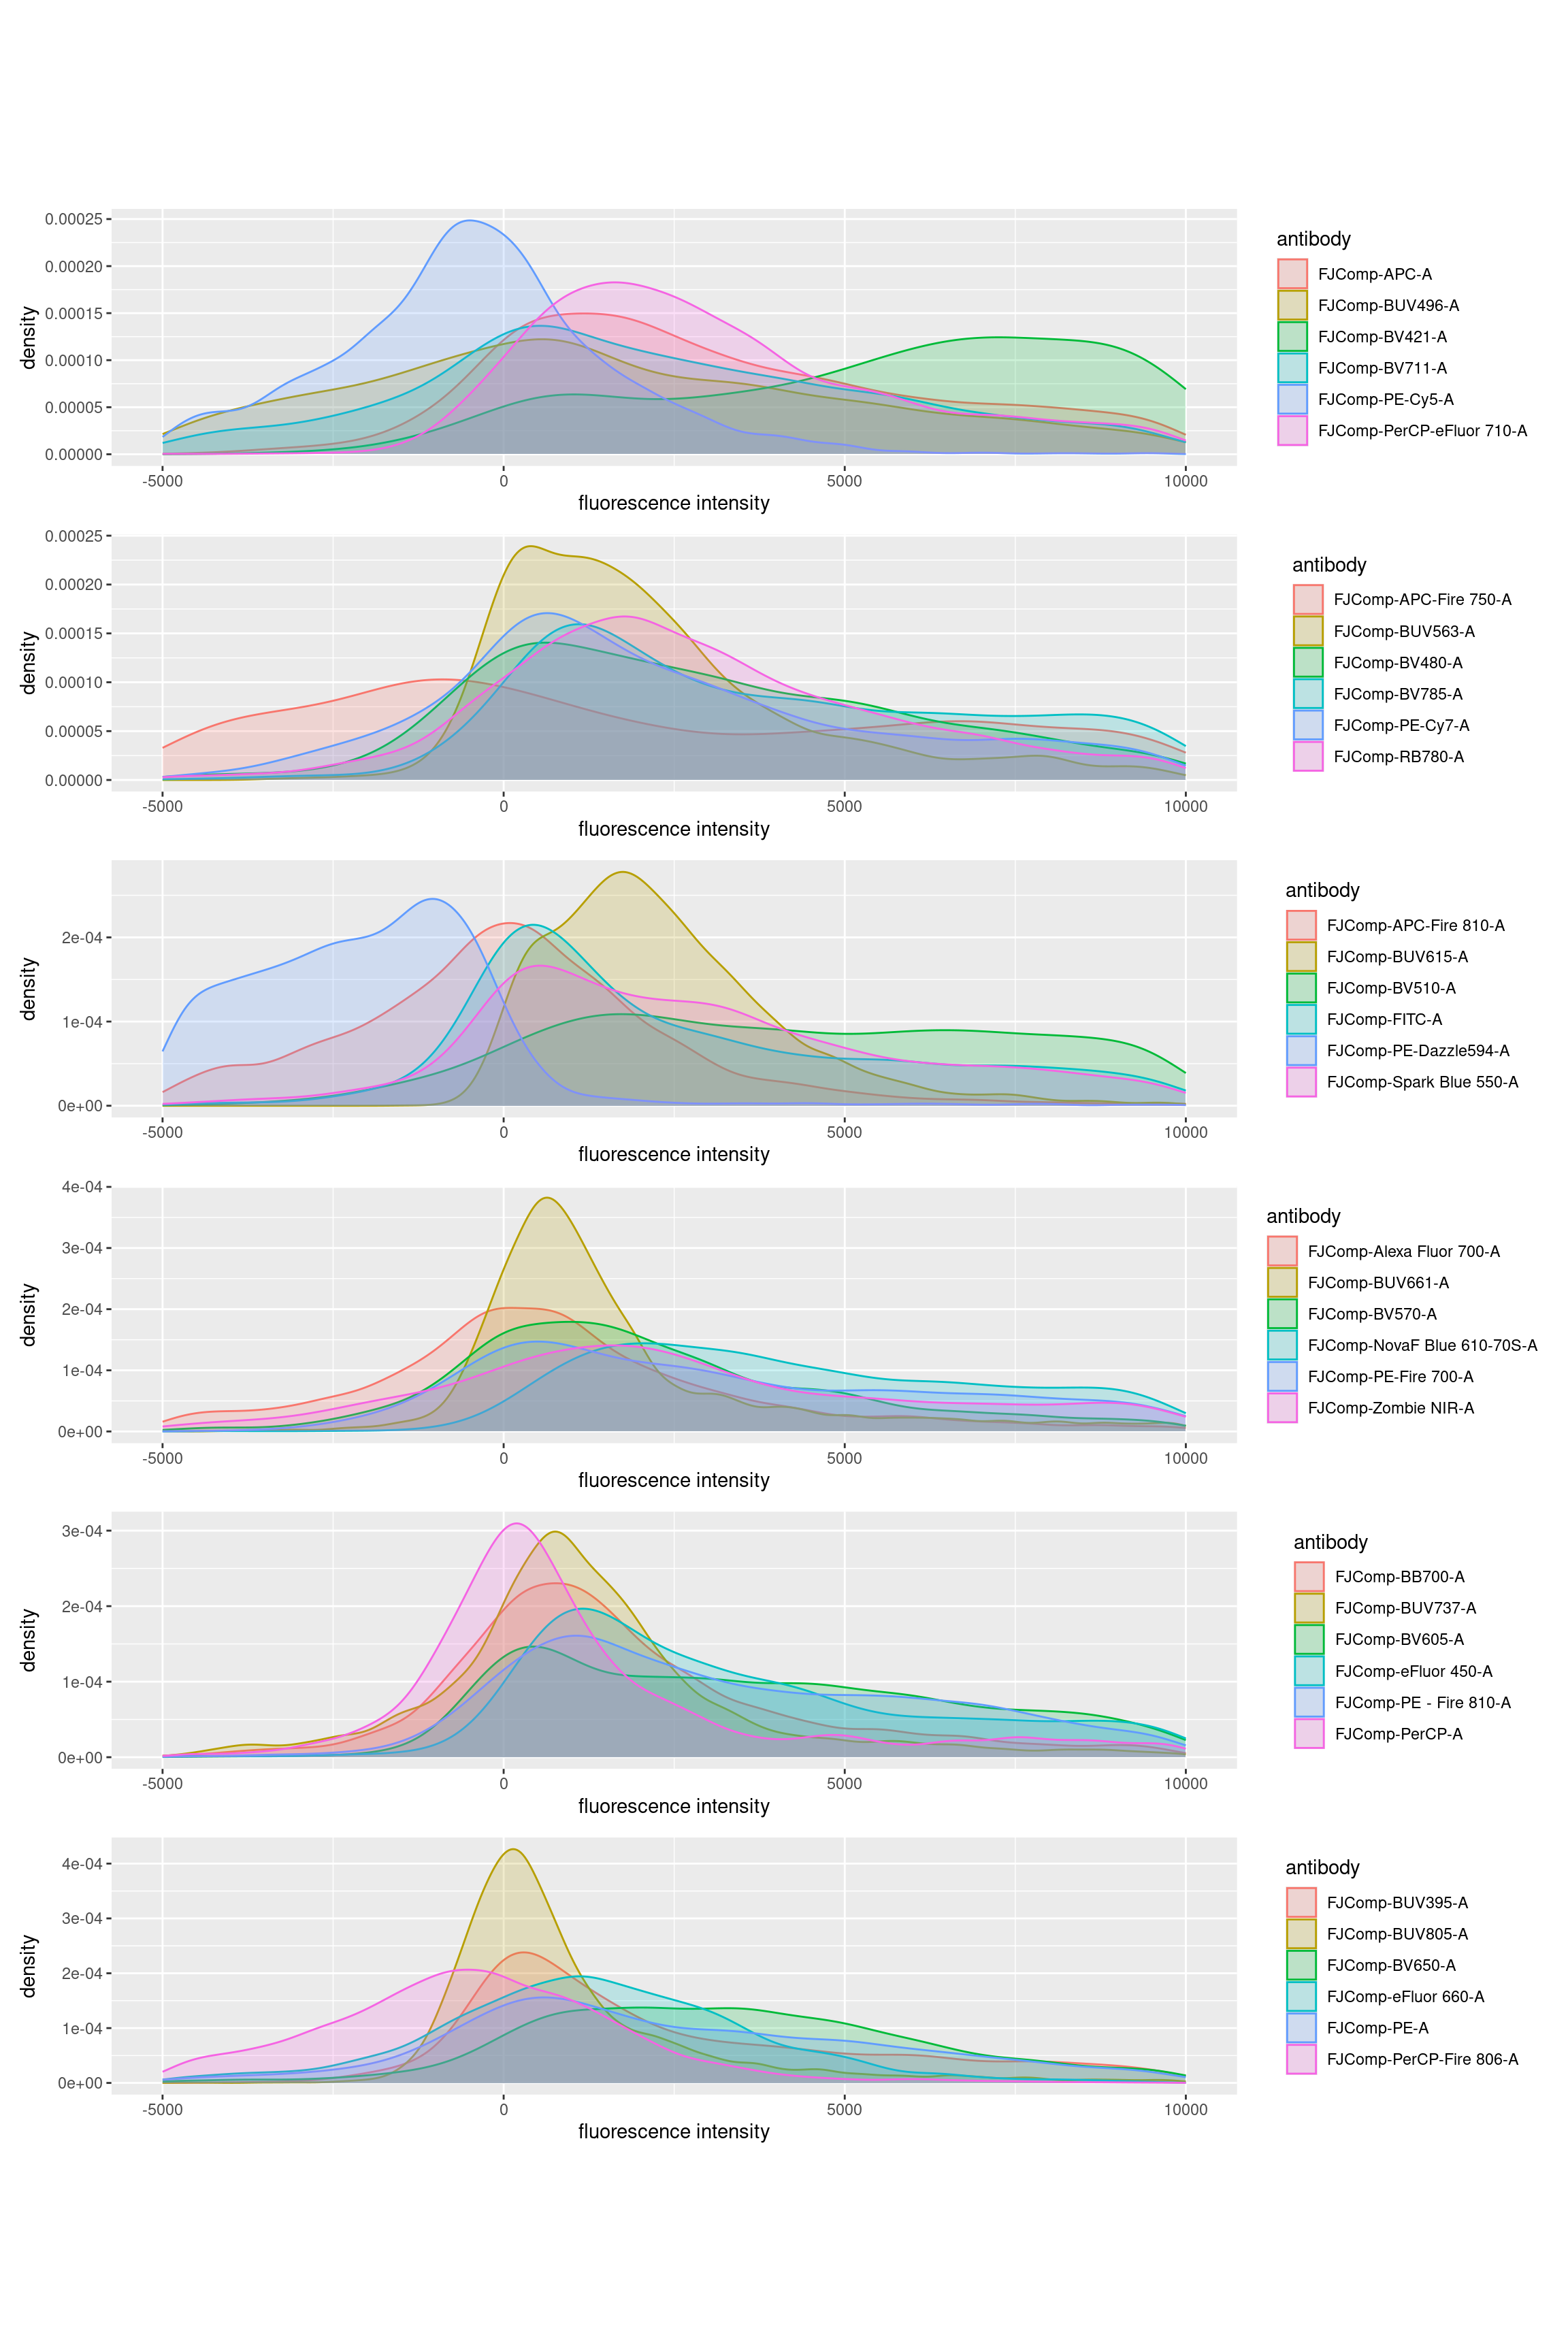 antibody
0.00025
0.00020
0.00015
0.00010
0.00005
0.00000
density
FJComp-APC-A
FJComp-BUV496-A
FJComp-BV421-A
FJComp-BV711-A
FJComp-PE-Cy5-A
FJComp-PerCP-eFluor 710-A
-5000 0 5000 10000
fluorescence intensity
antibody
0.00025
0.00020
0.00015
0.00010
0.00005
0.00000
density
FJComp-APC-Fire 750-A
FJComp-BUV563-A
FJComp-BV480-A
FJComp-BV785-A
FJComp-PE-Cy7-A
FJComp-RB780-A
-5000 0 5000 10000
fluorescence intensity
antibody
2e-04
1e-04
0e+00
density
FJComp-APC-Fire 810-A
FJComp-BUV615-A
FJComp-BV510-A
FJComp-FITC-A
FJComp-PE-Dazzle594-A
FJComp-Spark Blue 550-A
-5000 0 5000 10000
fluorescence intensity
antibody
4e-04
3e-04
2e-04
1e-04
0e+00
density
FJComp-Alexa Fluor 700-A
FJComp-BUV661-A
FJComp-BV570-A
FJComp-NovaF Blue 610-70S-A
FJComp-PE-Fire 700-A
FJComp-Zombie NIR-A
-5000 0 5000 10000
fluorescence intensity
antibody
3e-04
2e-04
1e-04
0e+00
density
FJComp-BB700-A
FJComp-BUV737-A
FJComp-BV605-A
FJComp-eFluor 450-A
FJComp-PE - Fire 810-A
FJComp-PerCP-A
-5000 0 5000 10000
fluorescence intensity
antibody
4e-04
3e-04
2e-04
1e-04
0e+00
density
FJComp-BUV395-A
FJComp-BUV805-A
FJComp-BV650-A
FJComp-eFluor 660-A
FJComp-PE-A
FJComp-PerCP-Fire 806-A
-5000 0 5000 10000
fluorescence intensity